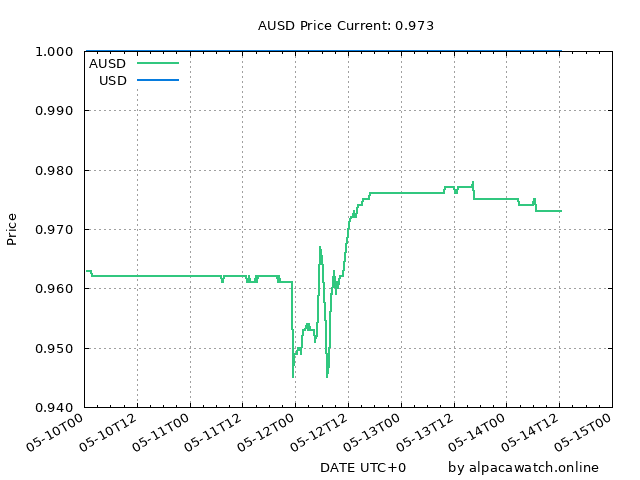 AUSD Price Current: 0.973
1.000
AUSD
USD
0.990
0.980
0.970
Price
0.960
0.950
0.940
05-10T00 05-10T12 05-11T00 05-11T12 05-12T00 05-12T12 05-13T00 05-13T12 05-14T00 05-14T12 05-15T00
DATE UTC+0 by alpacawatch.online